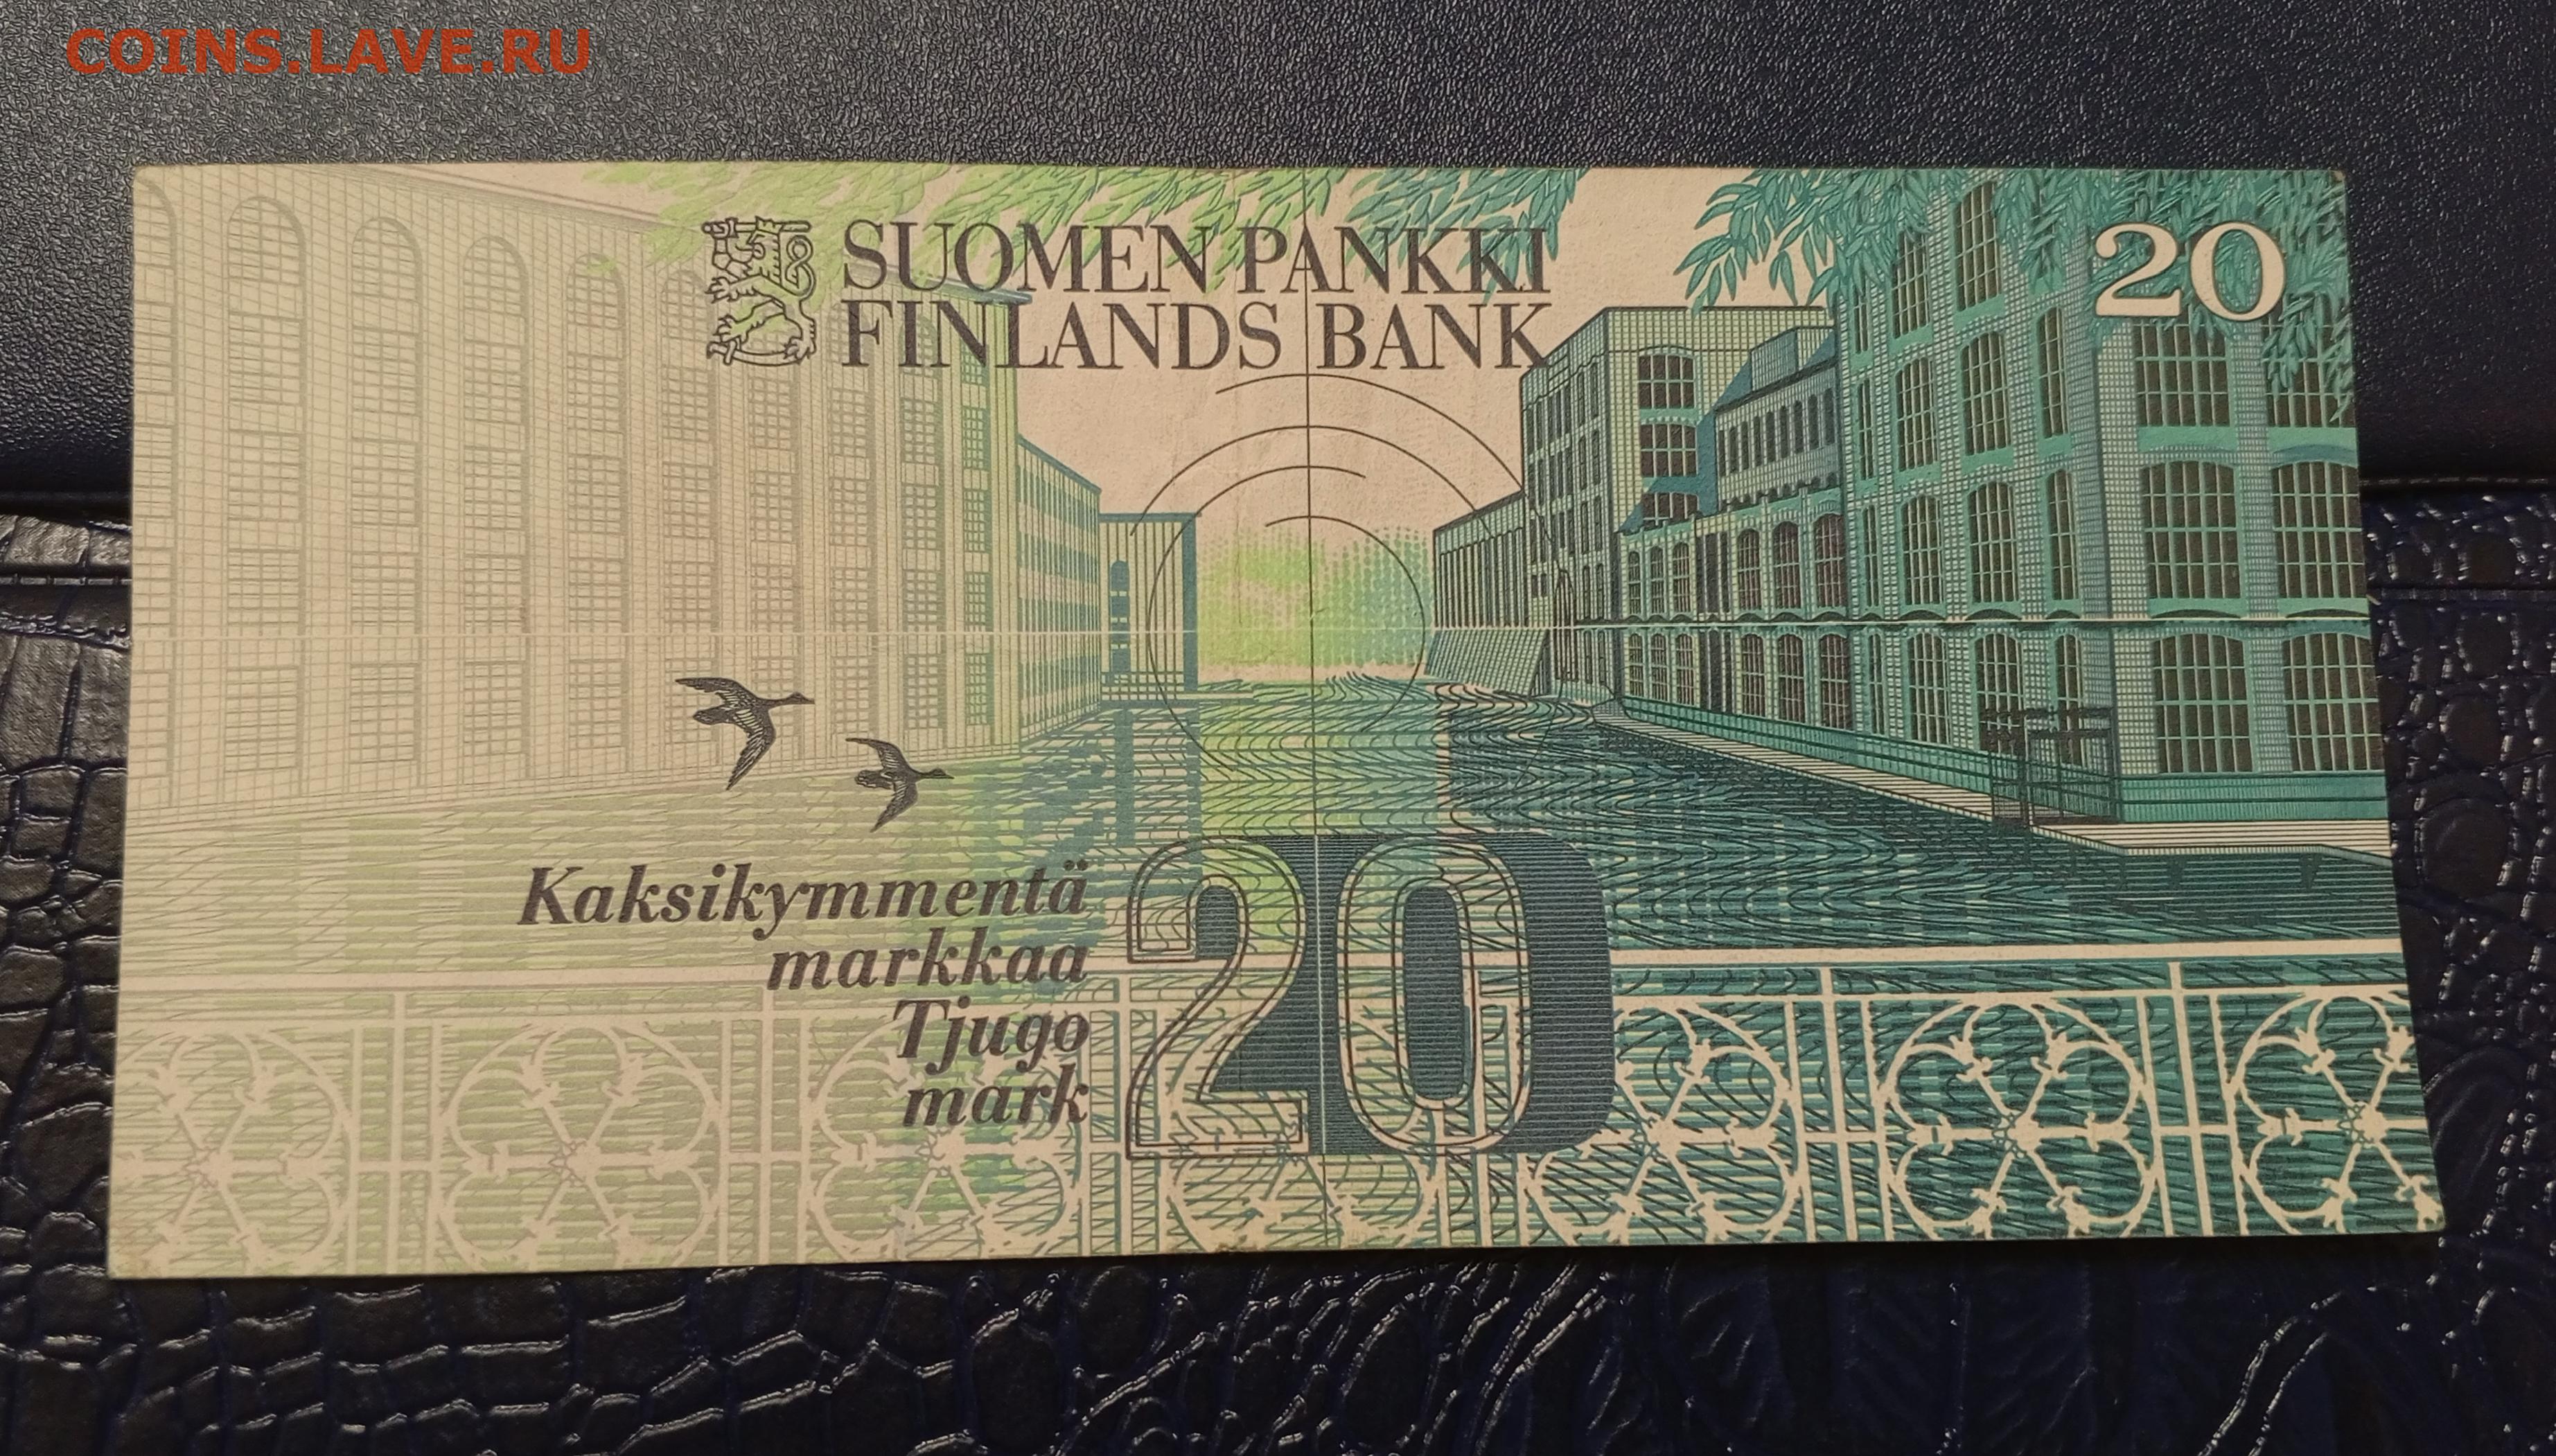 COINS.LAVE.RU
SUOMEN PANKKI
FINLANDS BANK
20
Kaksikymmentä
markkaa
Tjugo
mark
20